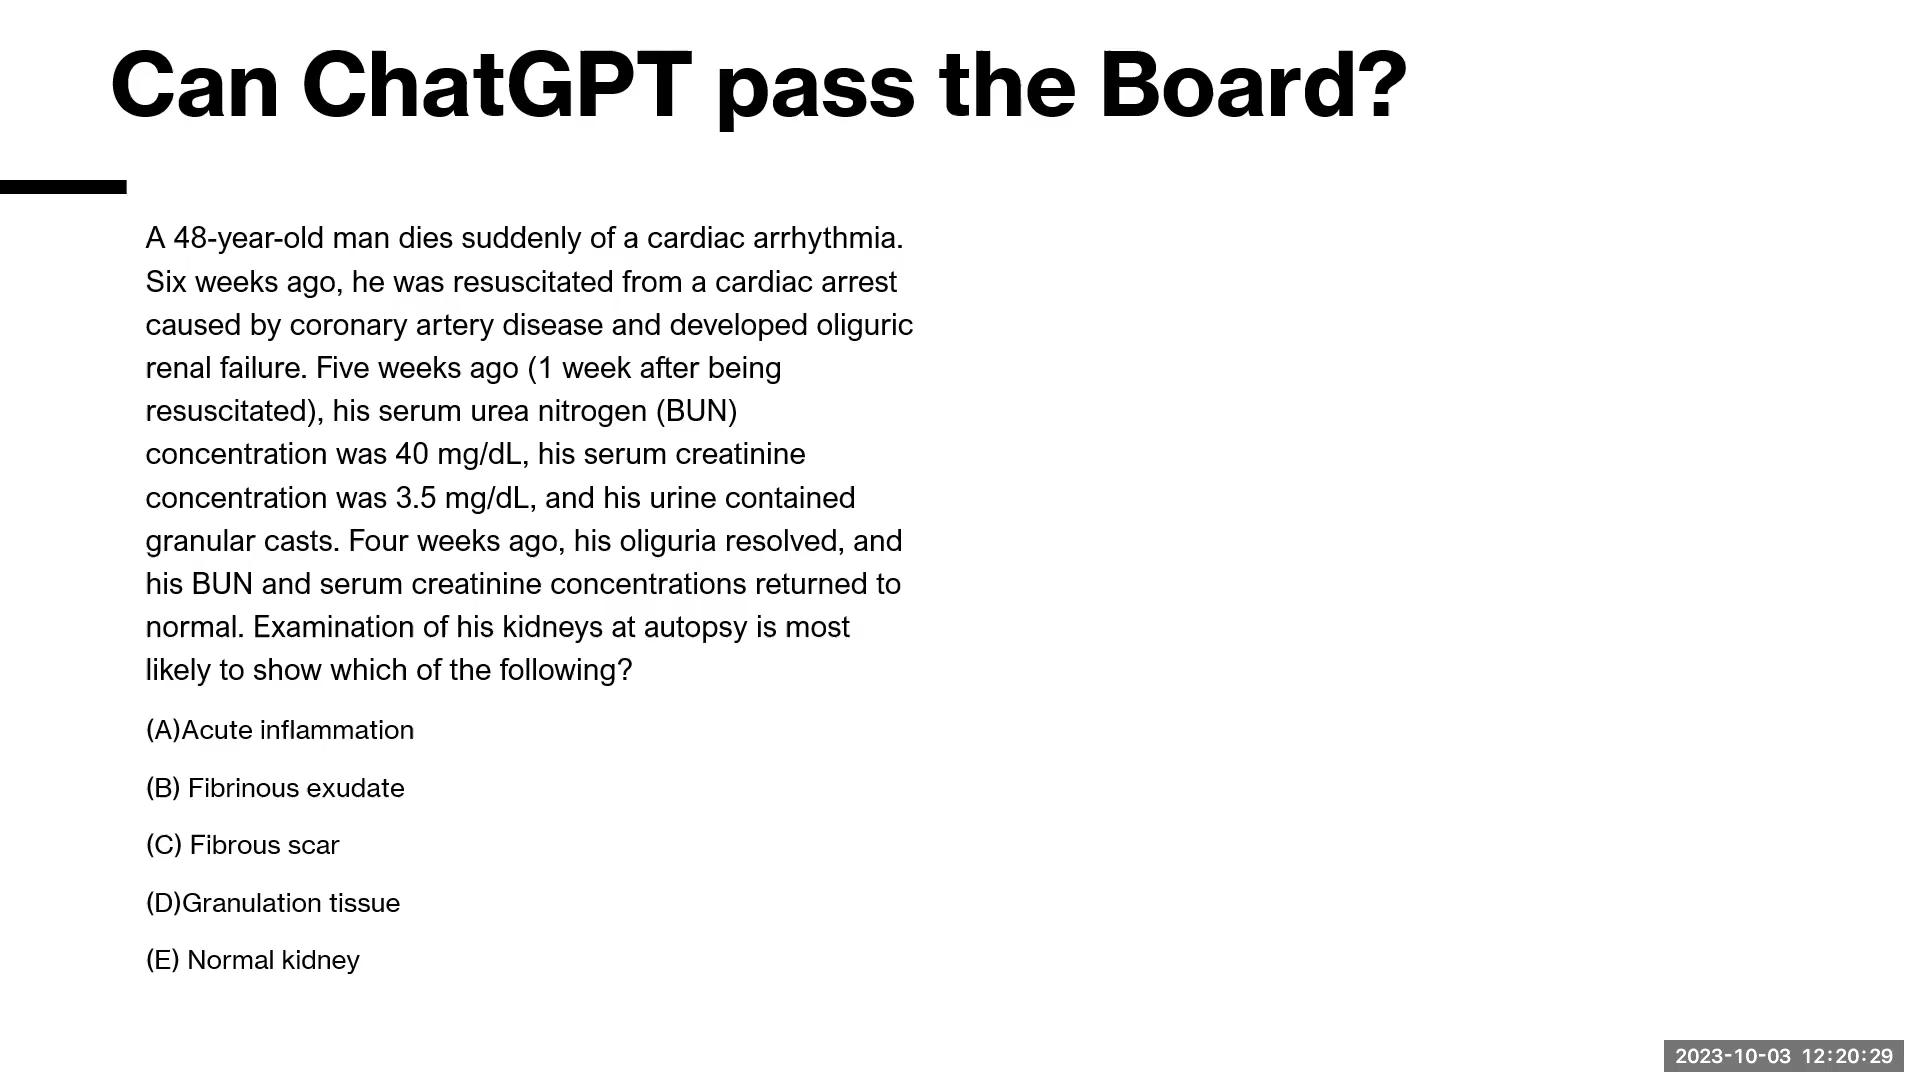 Can ChatGPT pass the Board?
A 48-year-old man dies suddenly of a cardiac arrhythmia.
Six weeks ago, he was resuscitated from a cardiac arrest
caused by coronary artery disease and developed oliguric
renal failure. Five weeks ago (1 week after being
resuscitated), his serum urea nitrogen (BUN)
concentration was 40 mg/dL, his serum creatinine
concentration was 3.5 mg/dL, and his urine contained
granular casts. Four weeks ago, his oliguria resolved, and
his BUN and serum creatinine concentrations returned to
normal. Examination of his kidneys at autopsy is most
likely to show which of the following?
(A)Acute inflammation
(B) Fibrinous exudate
(C) Fibrous scar
(D)Granulation tissue
(E) Normal kidney
2023-10-03 12:20:29